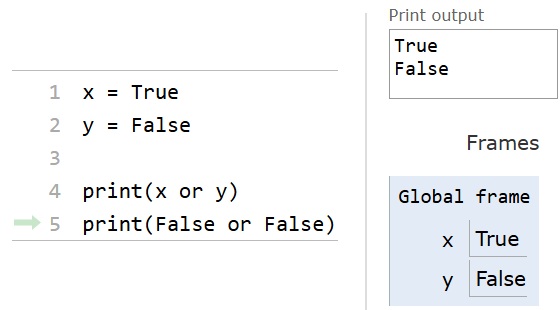 1 x = True
2 y = False
3
4 print(x or y)
5 print(False or False)
Print output
True
False
Frames
Global frame
x True
y False